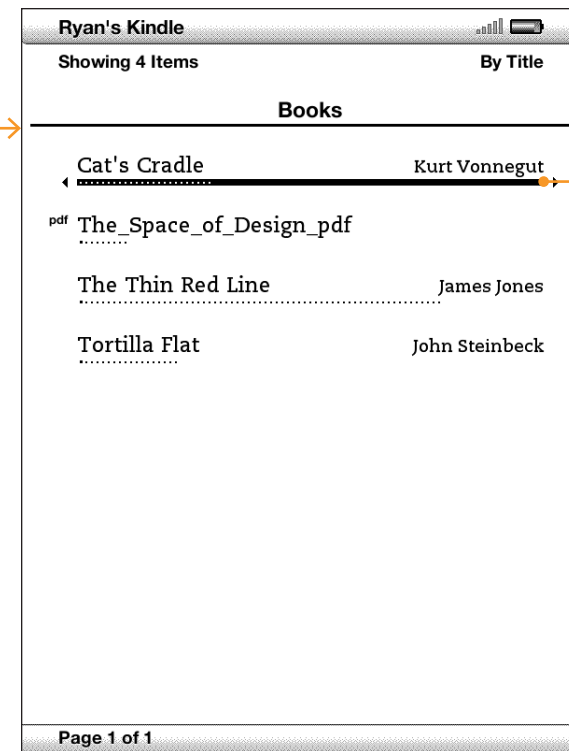 Ryan's Kindle
Showing 4 Items By Title
Books
Cat's Cradle Kurt Vonnegut
pdf The_Space_of_Design_pdf
The Thin Red Line James Jones
Tortilla Flat John Steinbeck
Page 1 of 1